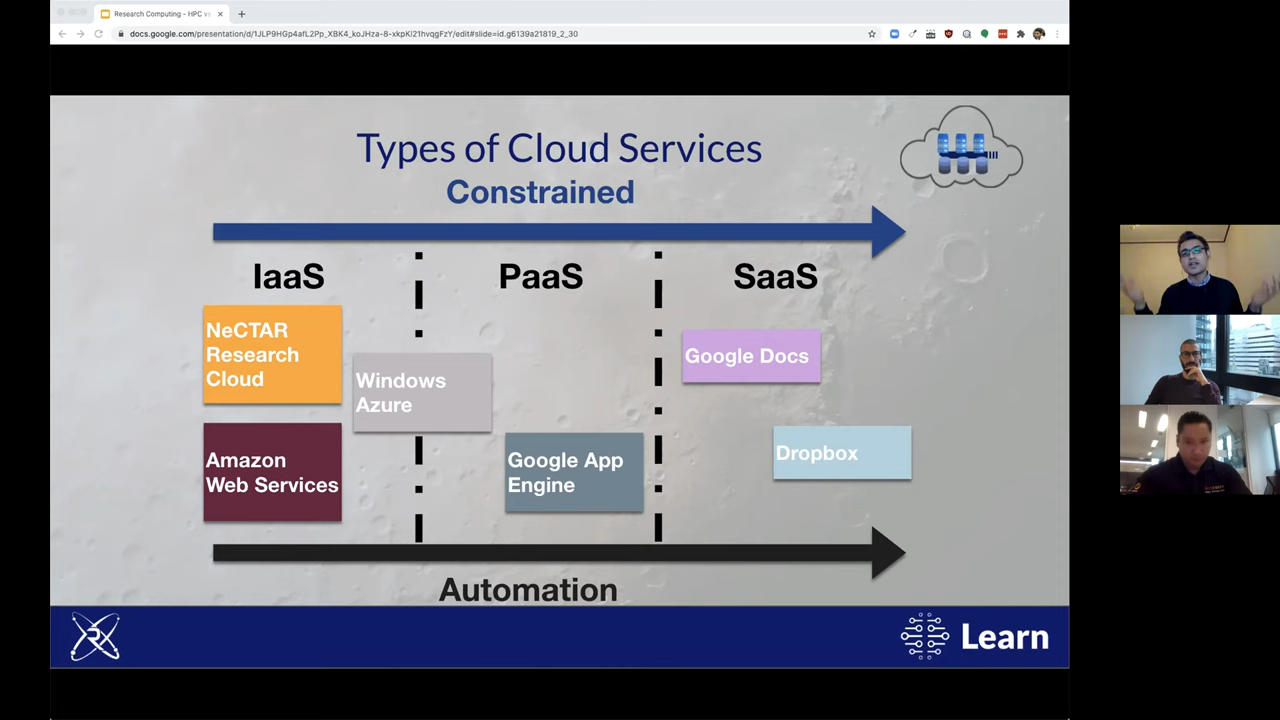 Research Computing - HPC vs
docs.google.com/presentation/d/1JLP9HGp4afL2Pp_XBK4_koJHza-8-xkpKl21hvqgFzY/edit#slide=id.g6139a21819_2_30
Types of Cloud Services
Constrained
IaaS
PaaS
SaaS
NeCTAR
Research
Cloud
Windows
Azure
Google Docs
Amazon
Web Services
Google App
Engine
Dropbox
Automation
Learn